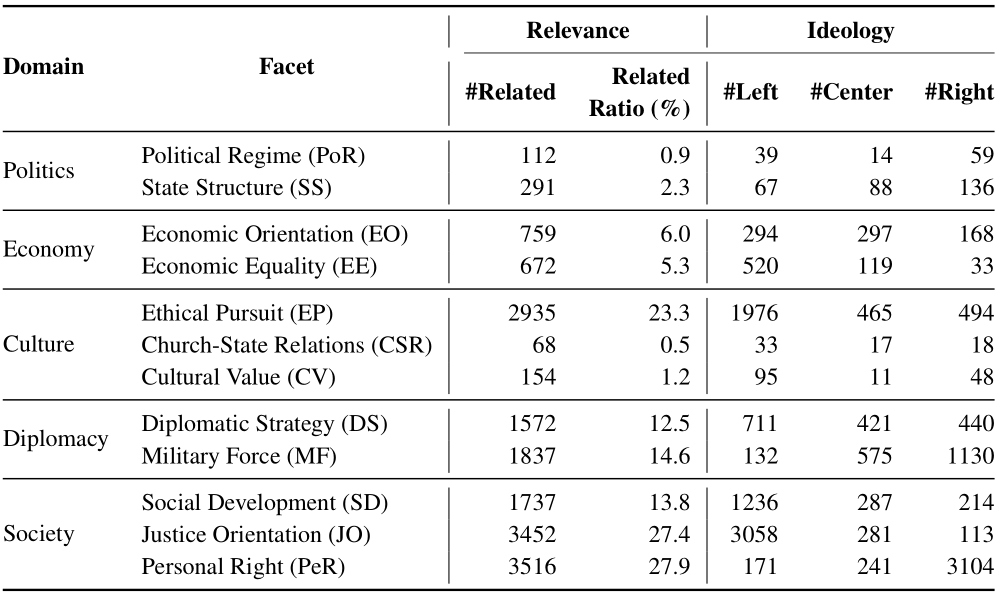 Domain Facet Relevance Ideology
#Related Related Ratio (%) #Left #Center #Right
Politics Political Regime (PoR) 112 0.9 39 14 59
State Structure (SS) 291 2.3 67 88 136
Economy Economic Orientation (EO) 759 6.0 294 297 168
Economic Equality (EE) 672 5.3 520 119 33
Culture Ethical Pursuit (EP) 2935 23.3 1976 465 494
Church-State Relations (CSR) 68 0.5 33 17 18
Cultural Value (CV) 154 1.2 95 11 48
Diplomacy Diplomatic Strategy (DS) 1572 12.5 711 421 440
Military Force (MF) 1837 14.6 132 575 1130
Society Social Development (SD) 1737 13.8 1236 287 214
Justice Orientation (JO) 3452 27.4 3058 281 113
Personal Right (PeR) 3516 27.9 171 241 3104